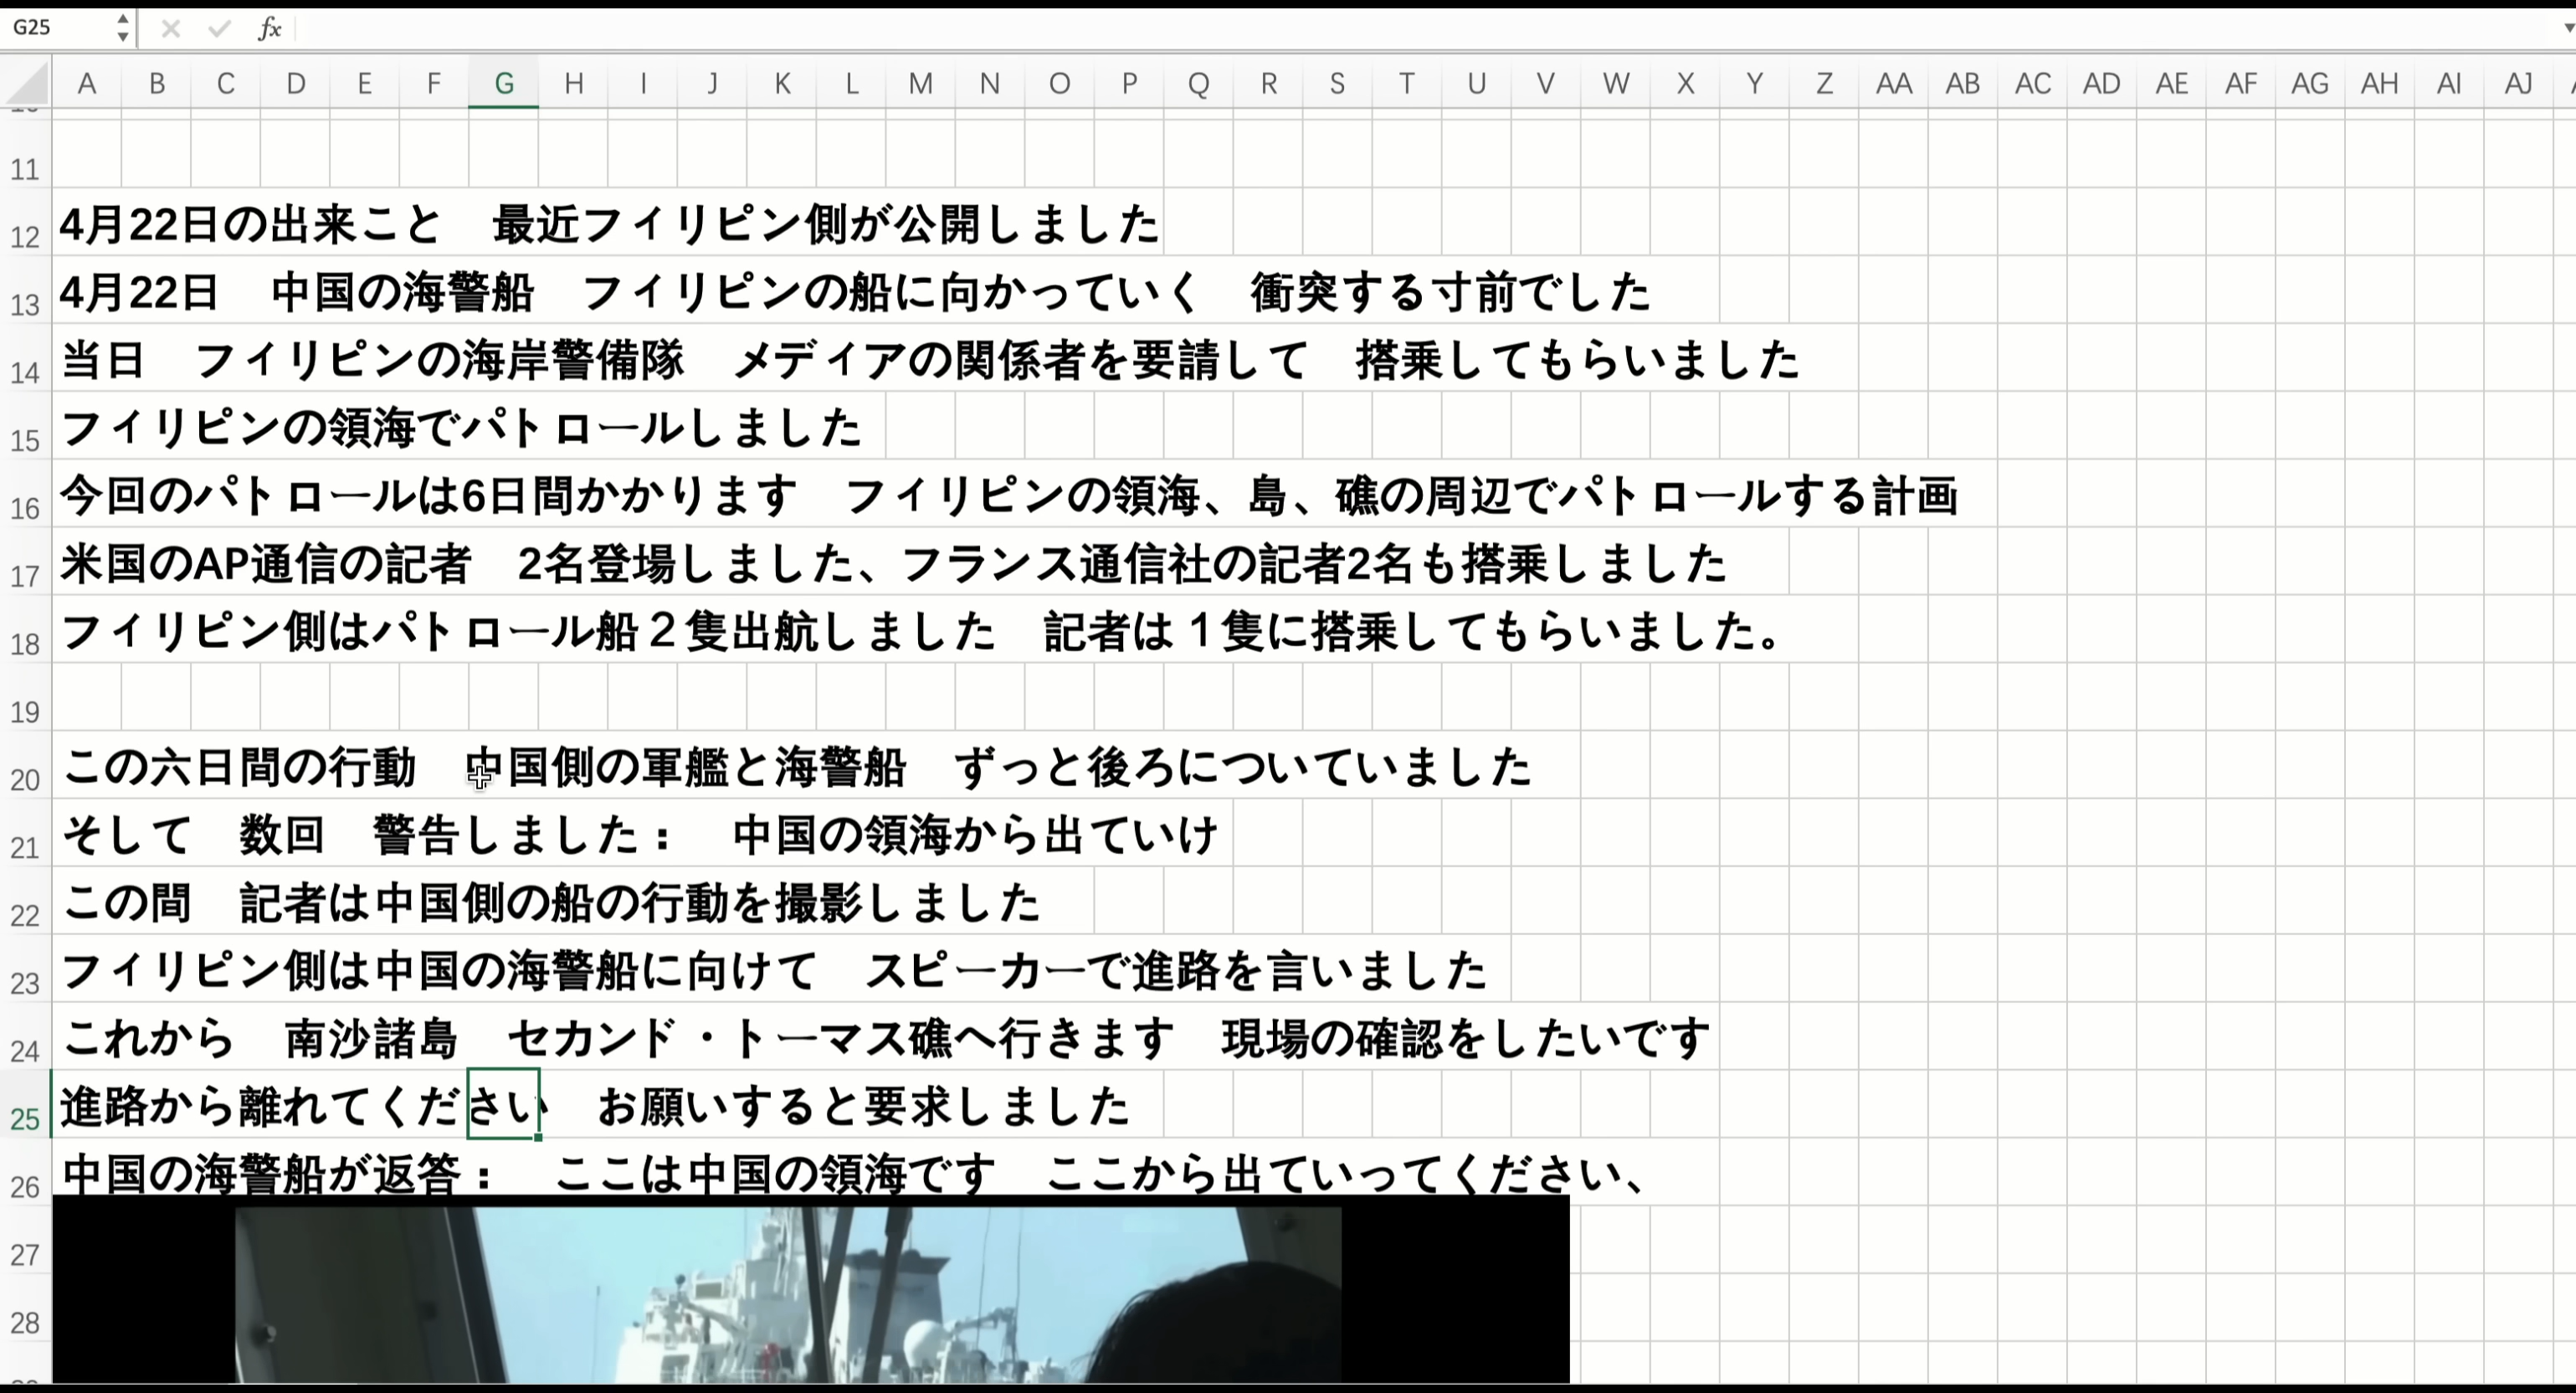 G25 fx
A B C D E F G H I J K L M N O P Q R S T U V W X Y Z AA AB AC AD AE AF AG AH AI AJ
11
12 4月22日の出来こと　最近フィリピン側が公開しました
13 4月22日　中国の海警船　フィリピンの船に向かっていく　衝突する寸前でした
14 当日　フィリピンの海岸警備隊　メディアの関係者を要請して　搭乗してもらいました
15 フィリピンの領海でパトロールしました
16 今回のパトロールは6日間かかります　フィリピンの領海、島、礁の周辺でパトロールする計画
17 米国のAP通信の記者　2名登場しました、フランス通信社の記者2名も搭乗しました
18 フィリピン側はパトロール船２隻出航しました　記者は１隻に搭乗してもらいました。
19
20 この六日間の行動　中国側の軍艦と海警船　ずっと後ろについていました
21 そして　数回　警告しました：　中国の領海から出ていけ
22 この間　記者は中国側の船の行動を撮影しました
23 フィリピン側は中国の海警船に向けて　スピーカーで進路を言いました
24 これから　南沙諸島　セカンド・トーマス礁へ行きます　現場の確認をしたいです
25 進路から離れてください　お願いすると要求しました
26 中国の海警船が返答：　ここは中国の領海です　ここから出ていってください、
27
28